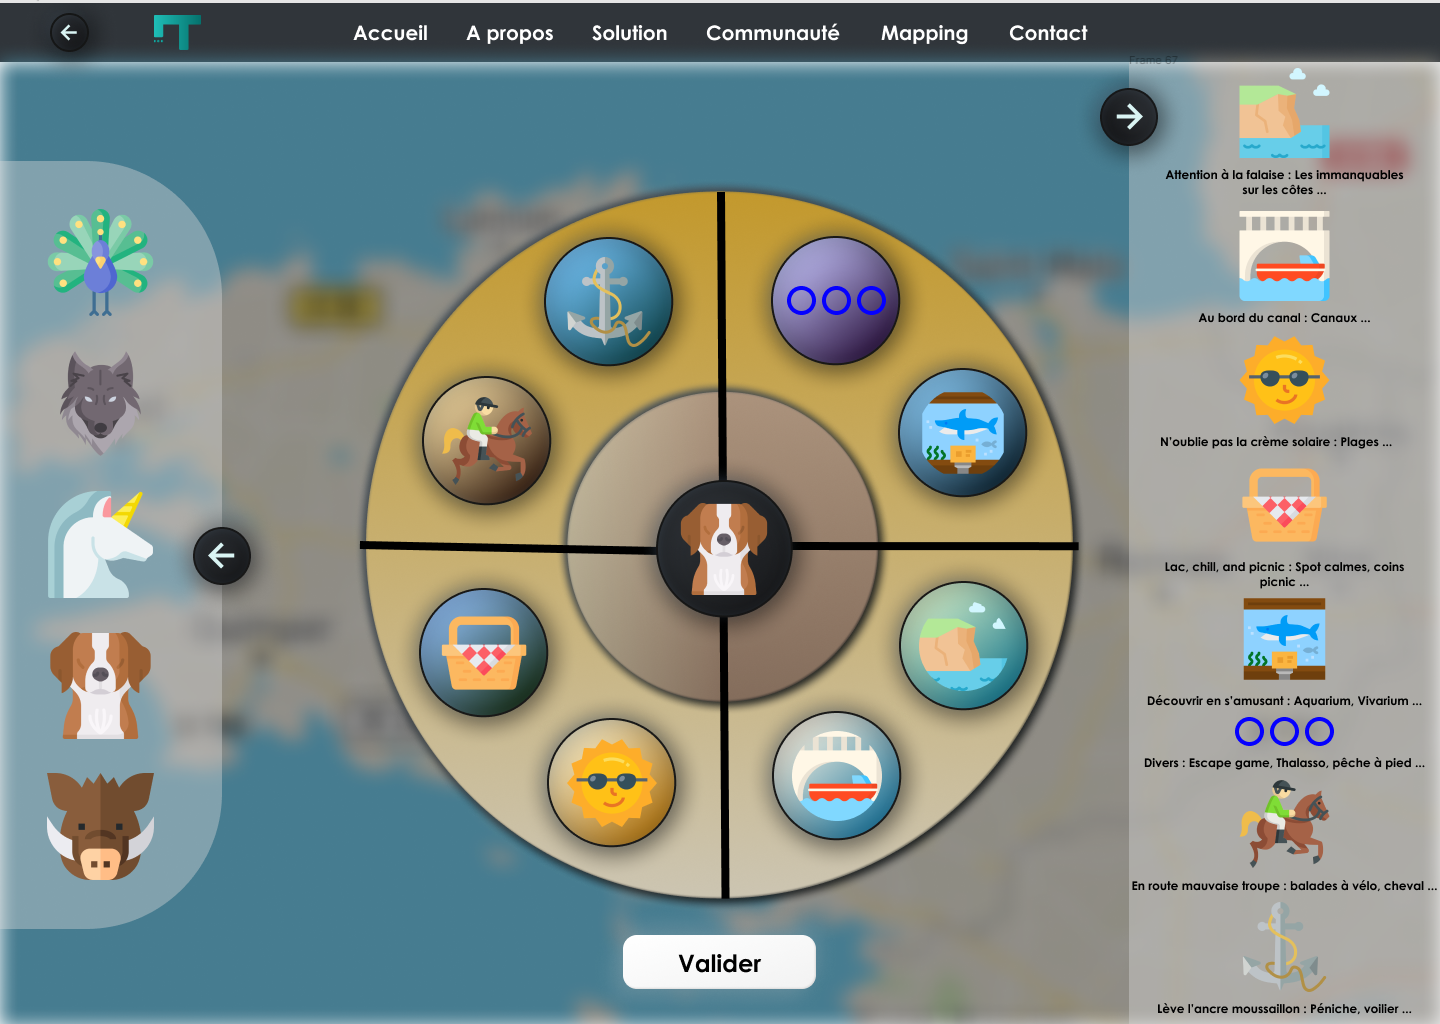 Accueil
A propos
Solution
Communauté
Mapping
Contact
Frame 67
Attention à la falaise : Les immanquables
sur les côtes ...
Au bord du canal : Canaux ...
N'oublie pas la crème solaire : Plages ...
Lac, chill, and picnic : Spot calmes, coins
picnic ...
Découvrir en s'amusant : Aquarium, Vivarium ...
Divers : Escape game, Thalasso, pêche à pied ...
En route mauvaise troupe : balades à vélo, cheval ...
Lève l'ancre moussaillon : Péniche, voilier ...
Valider